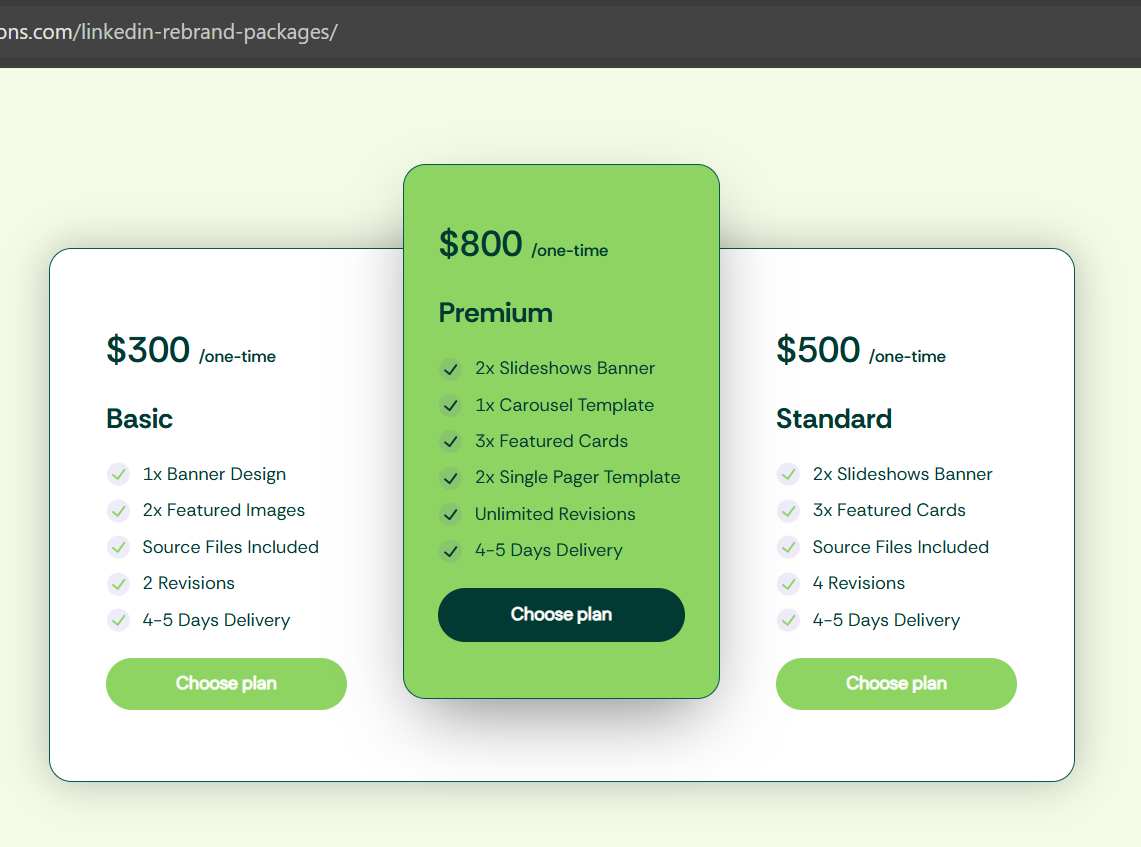 ons.com/linkedin-rebrand-packages/
$300 /one-time
Basic
1x Banner Design
2x Featured Images
Source Files Included
2 Revisions
4-5 Days Delivery
Choose plan
$800 /one-time
Premium
2x Slideshows Banner
1x Carousel Template
3x Featured Cards
2x Single Pager Template
Unlimited Revisions
4-5 Days Delivery
Choose plan
$500 /one-time
Standard
2x Slideshows Banner
3x Featured Cards
Source Files Included
4 Revisions
4-5 Days Delivery
Choose plan